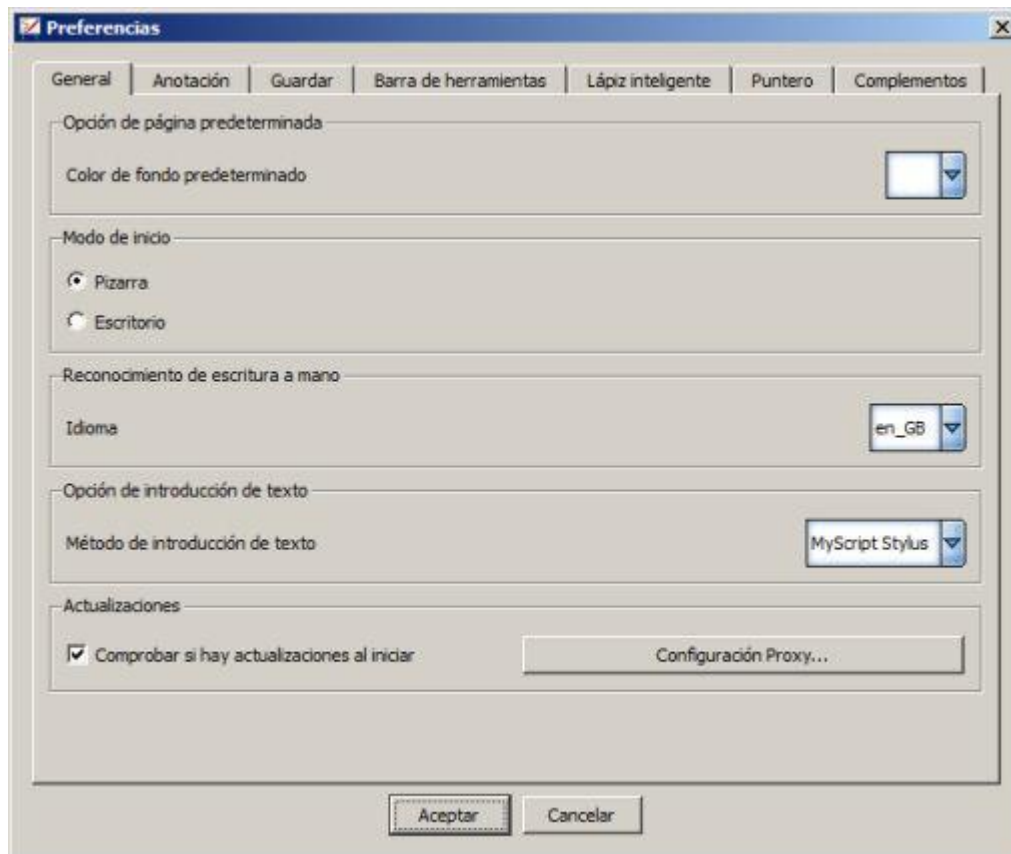 Preferencias
General Anotación Guardar Barra de herramientas Lápiz inteligente Puntero Complementos
Opción de página predeterminada
Color de fondo predeterminado
Modo de inicio
Pizarra
Escritorio
Reconocimiento de escritura a mano
Idioma en_GB
Opción de introducción de texto
Método de introducción de texto MyScript Stylus
Actualizaciones
Comprobar si hay actualizaciones al iniciar Configuración Proxy...
Aceptar Cancelar